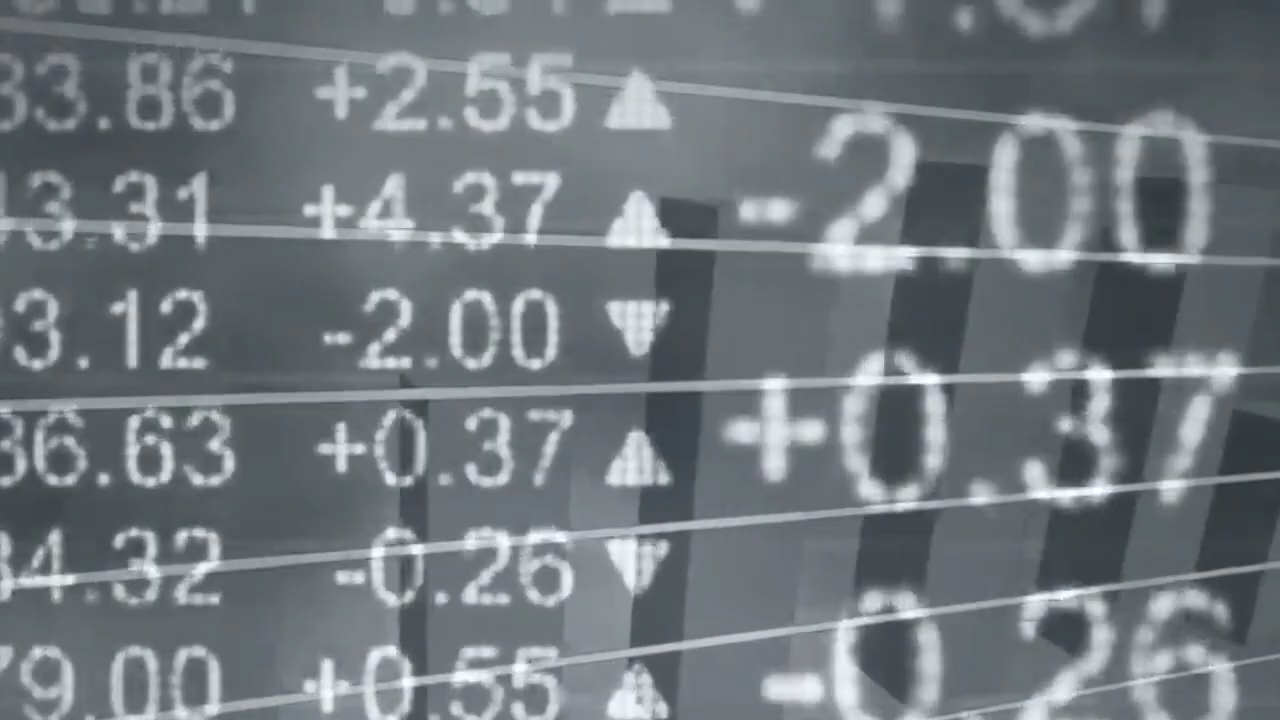 83.86 +2.55 ▲
43.31 +4.37 ▲ -2.00
93.12 -2.00 ▼
36.63 +0.37 ▲ +0.37
34.32 -0.26 ▼
79.00 +0.55 ▲ -0.26